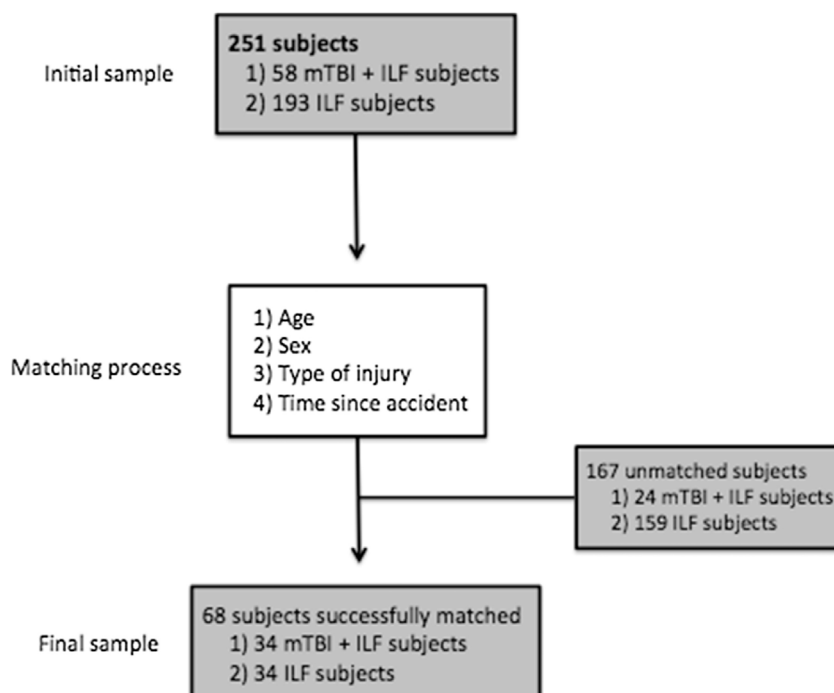 Initial sample
251 subjects
1) 58 mTBI + ILF subjects
2) 193 ILF subjects
Matching process
1) Age
2) Sex
3) Type of injury
4) Time since accident
167 unmatched subjects
1) 24 mTBI + ILF subjects
2) 159 ILF subjects
Final sample
68 subjects successfully matched
1) 34 mTBI + ILF subjects
2) 34 ILF subjects